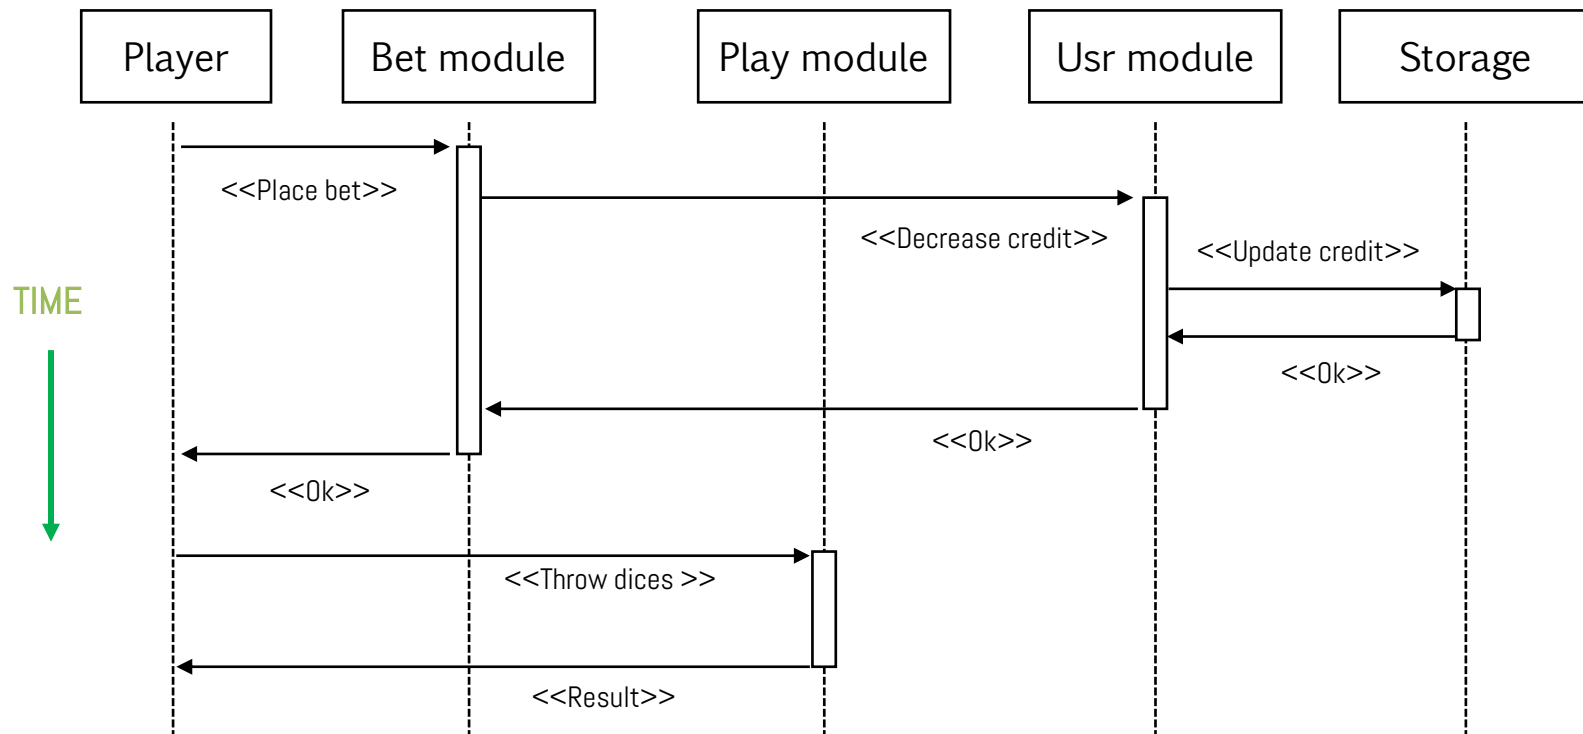 Player
Bet module
Play module
Usr module
Storage
<<Place bet>>
<<Decrease credit>>
<<Update credit>>
TIME
<<Ok>>
<<Ok>>
<<Ok>>
<<Throw dices >>
<<Result>>